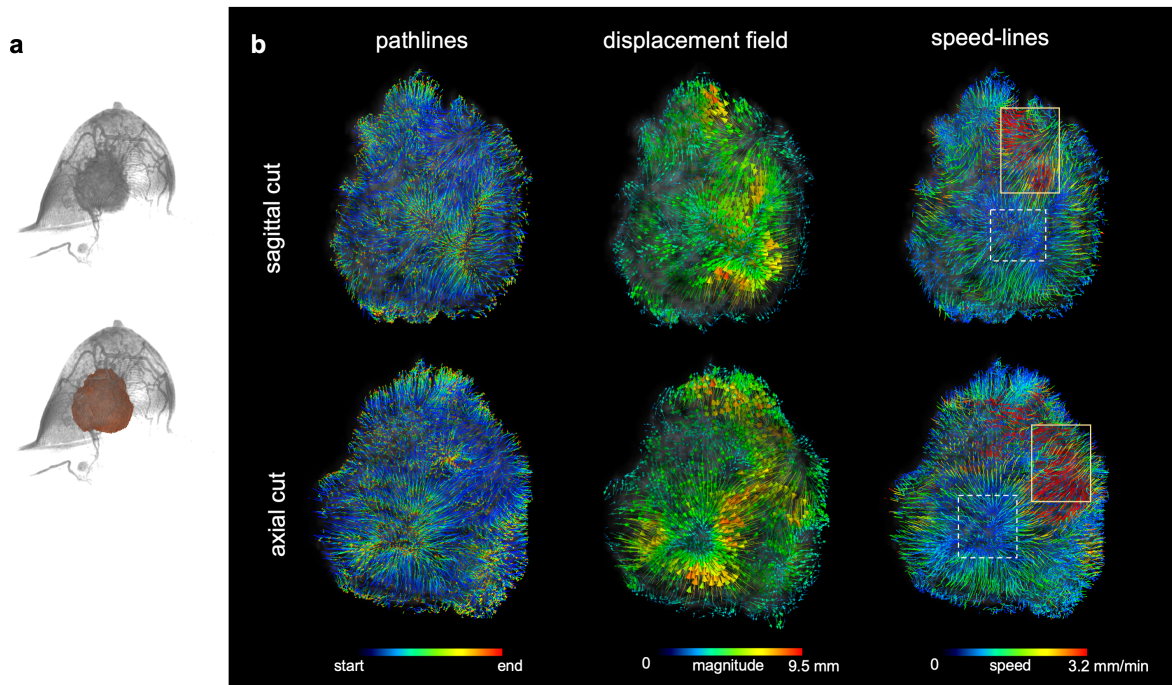 a
b
pathlines
displacement field
speed-lines
sagittal cut
axial cut
start
end
0
magnitude
9.5 mm
0
speed
3.2 mm/min